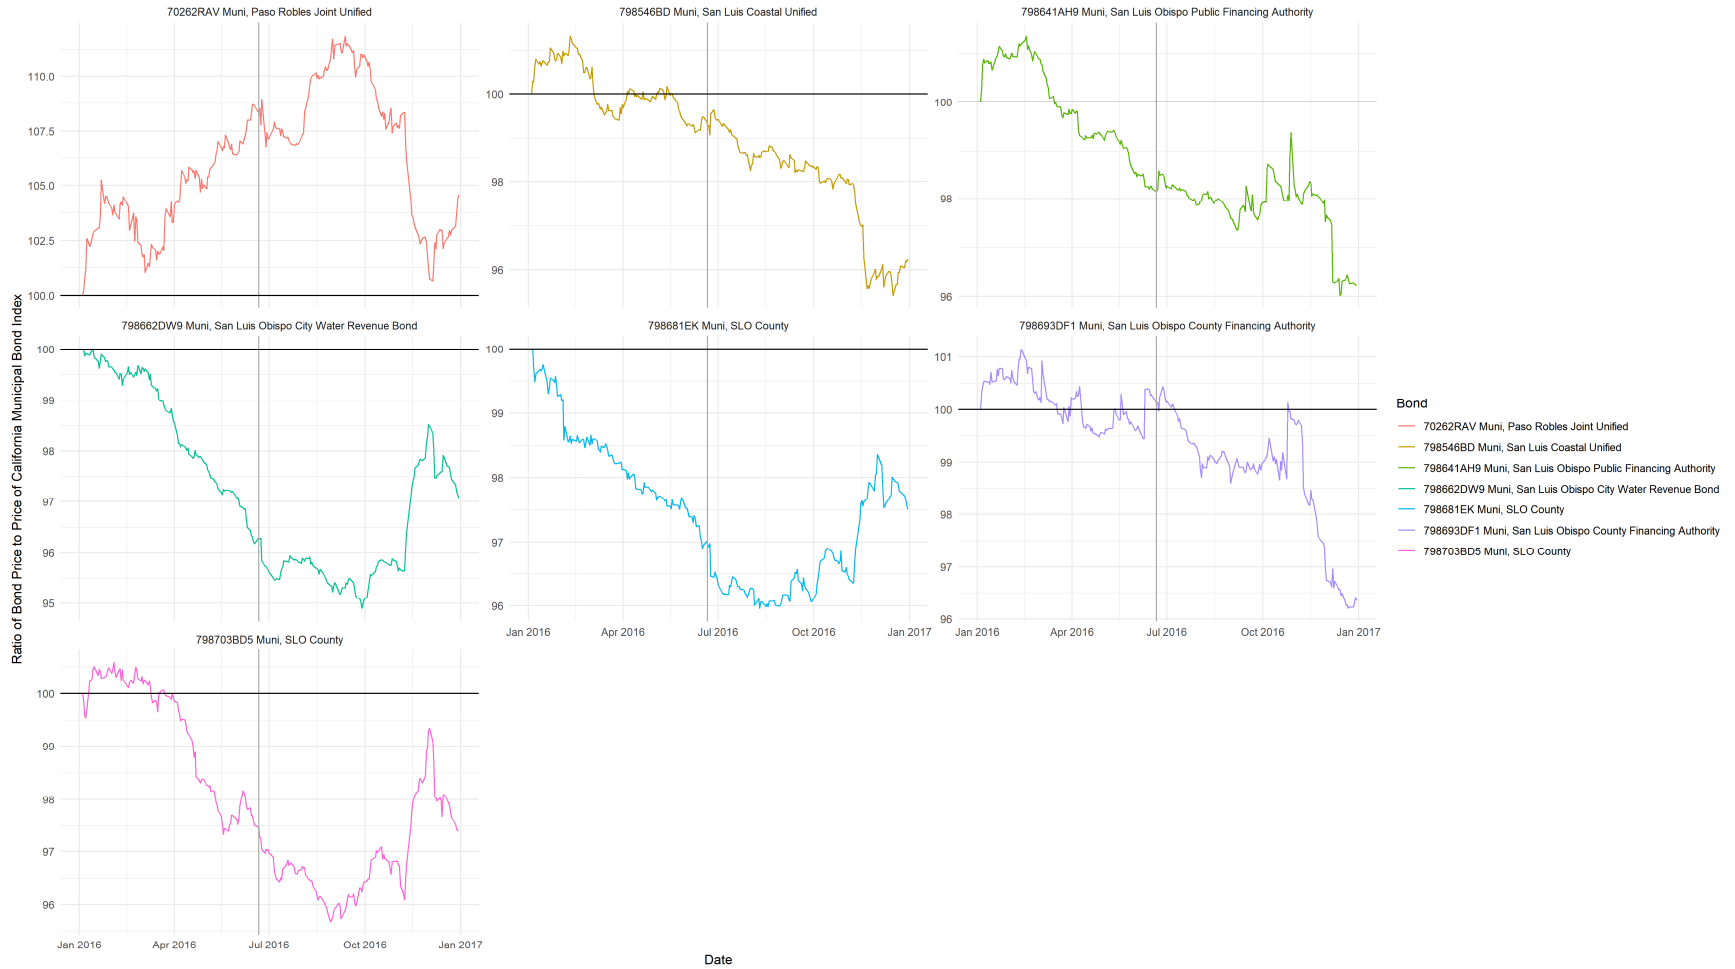 70262RAV Muni, Paso Robles Joint Unified
798546BD Muni, San Luis Coastal Unified
798641AH9 Muni, San Luis Obispo Public Financing Authority
110.0
107.5
105.0
102.5
100.0
100
98
96
100
98
96
798662DW9 Muni, San Luis Obispo City Water Revenue Bond
798681EK Muni, SLO County
798693DF1 Muni, San Luis Obispo County Financing Authority
100
99
98
97
96
95
100
99
98
97
96
101
100
99
98
97
96
Jan 2016
Apr 2016
Jul 2016
Oct 2016
Jan 2017
Jan 2016
Apr 2016
Jul 2016
Oct 2016
Jan 2017
798703BD5 Muni, SLO County
100
99
98
97
96
Jan 2016
Apr 2016
Jul 2016
Oct 2016
Jan 2017
Date
Ratio of Bond Price to Price of California Municipal Bond Index
Bond
70262RAV Muni, Paso Robles Joint Unified
798546BD Muni, San Luis Coastal Unified
798641AH9 Muni, San Luis Obispo Public Financing Authority
798662DW9 Muni, San Luis Obispo City Water Revenue Bond
798681EK Muni, SLO County
798693DF1 Muni, San Luis Obispo County Financing Authority
798703BD5 Muni, SLO County